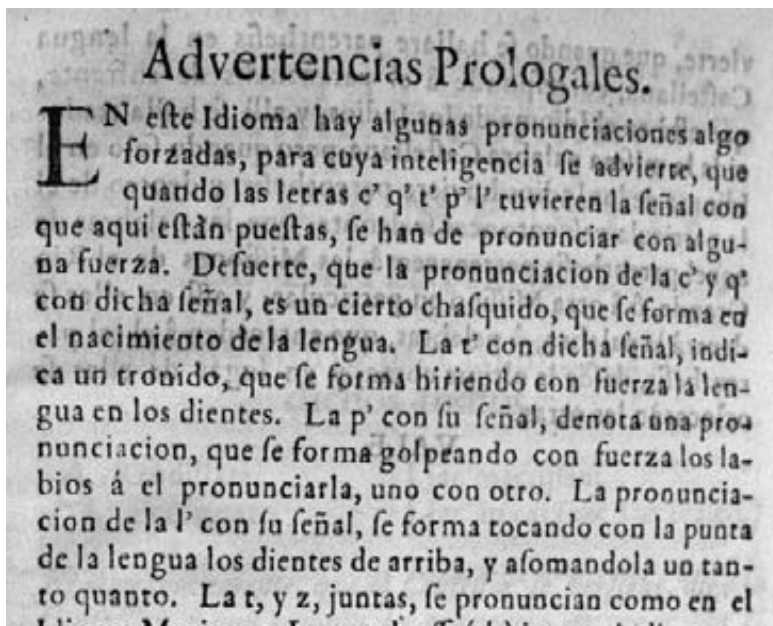 Advertencias Prologales.
EN eſte Idioma hay algunas pronunciaciones algo
forzadas, para cuya inteligencia ſe advierte, que
quando las letras c’ q’ t’ p’ l’ tuvieren la ſeñal con
que aqui eſtàn pueſtas, ſe han de pronunciar con algu-
na fuerza. Deſuerte, que la pronunciacion de la c’ y q’
con dicha ſeñal, es un cierto chaſquido, que ſe forma en
el nacimiento de la lengua. La t’ con dicha ſeñal, indi-
ca un tronido, que ſe forma hiriendo con fuerza la len-
gua en los dientes. La p’ con ſu ſeñal, denota una pro-
nunciacion, que ſe forma golpeando con fuerza los la-
bios á el pronunciarla, uno con otro. La pronuncia-
cion de la l’ con ſu ſeñal, ſe forma tocando con la punta
de la lengua los dientes de arriba, y aſomandola un tan-
to quanto. La t, y z, juntas, ſe pronuncian como en el